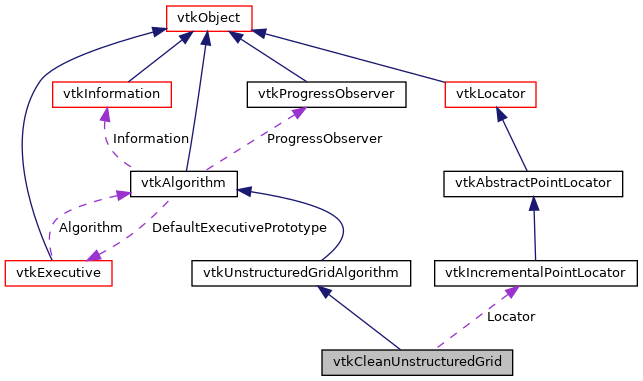 vtkObject
vtkInformation
vtkProgressObserver
vtkLocator
Information
ProgressObserver
vtkAlgorithm
vtkAbstractPointLocator
Algorithm
DefaultExecutivePrototype
vtkExecutive
vtkUnstructuredGridAlgorithm
vtkIncrementalPointLocator
Locator
vtkCleanUnstructuredGrid